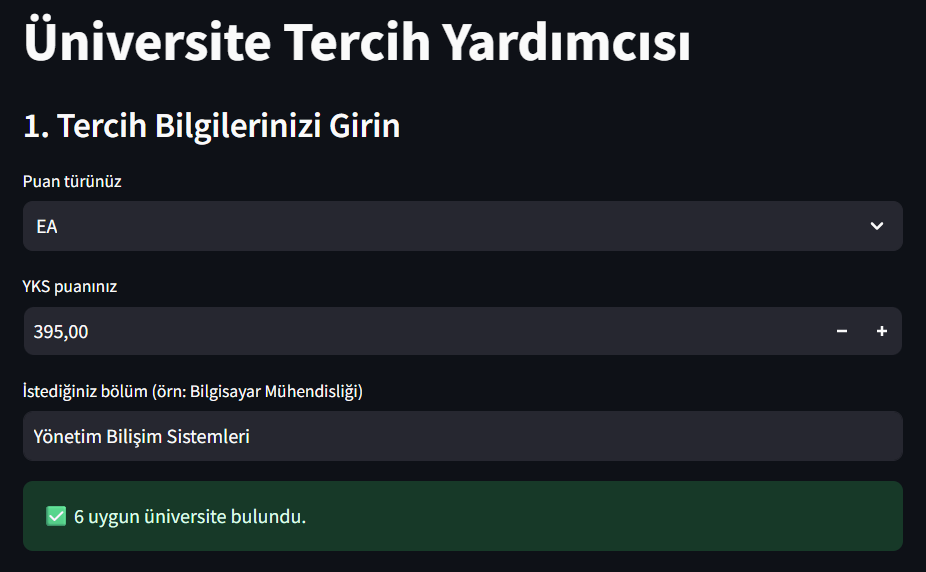 Üniversite Tercih Yardımcısı
1. Tercih Bilgilerinizi Girin
Puan türünüz
EA
YKS puanınız
395,00
İstediğiniz bölüm (örn: Bilgisayar Mühendisliği)
Yönetim Bilişim Sistemleri
✅ 6 uygun üniversite bulundu.